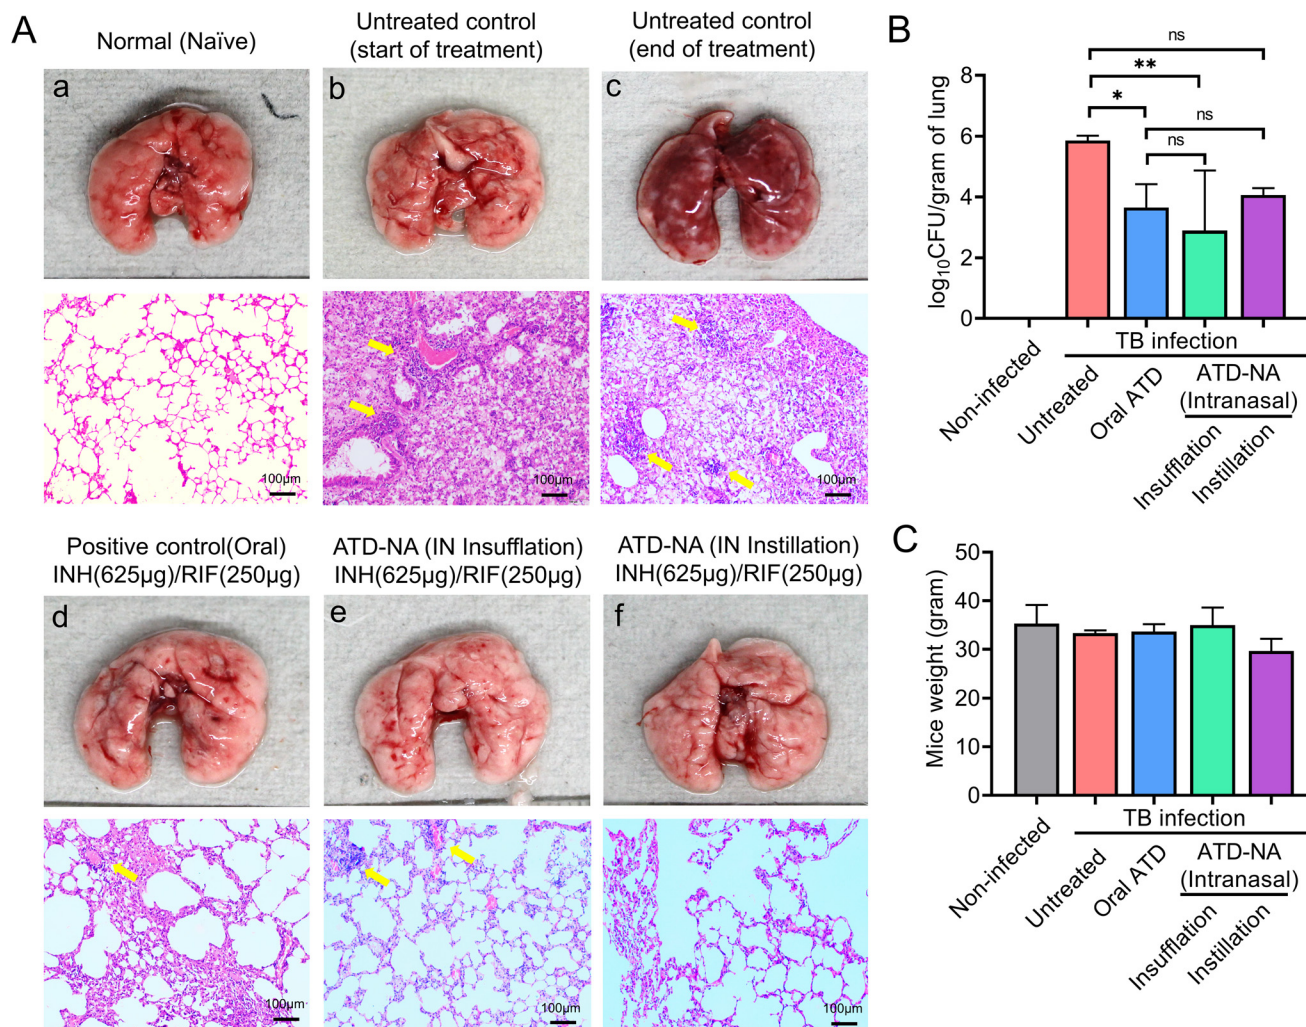 A
Normal (Naïve)
Untreated control
(start of treatment)
Untreated control
(end of treatment)
a
b
c
100µm
100µm
100µm
Positive control(Oral)
INH(625µg)/RIF(250µg)
ATD-NA (IN Insufflation)
INH(625µg)/RIF(250µg)
ATD-NA (IN Instillation)
INH(625µg)/RIF(250µg)
d
e
f
100µm
100µm
100µm
B
ns
**
*
ns
ns
log10CFU/gram of lung
8
6
4
2
0
TB infection
Non-infected
Untreated
Oral ATD
ATD-NA
(Intranasal)
Insufflation
Instillation
C
Mice weight (gram)
50
40
30
20
10
0
TB infection
Non-infected
Untreated
Oral ATD
ATD-NA
(Intranasal)
Insufflation
Instillation